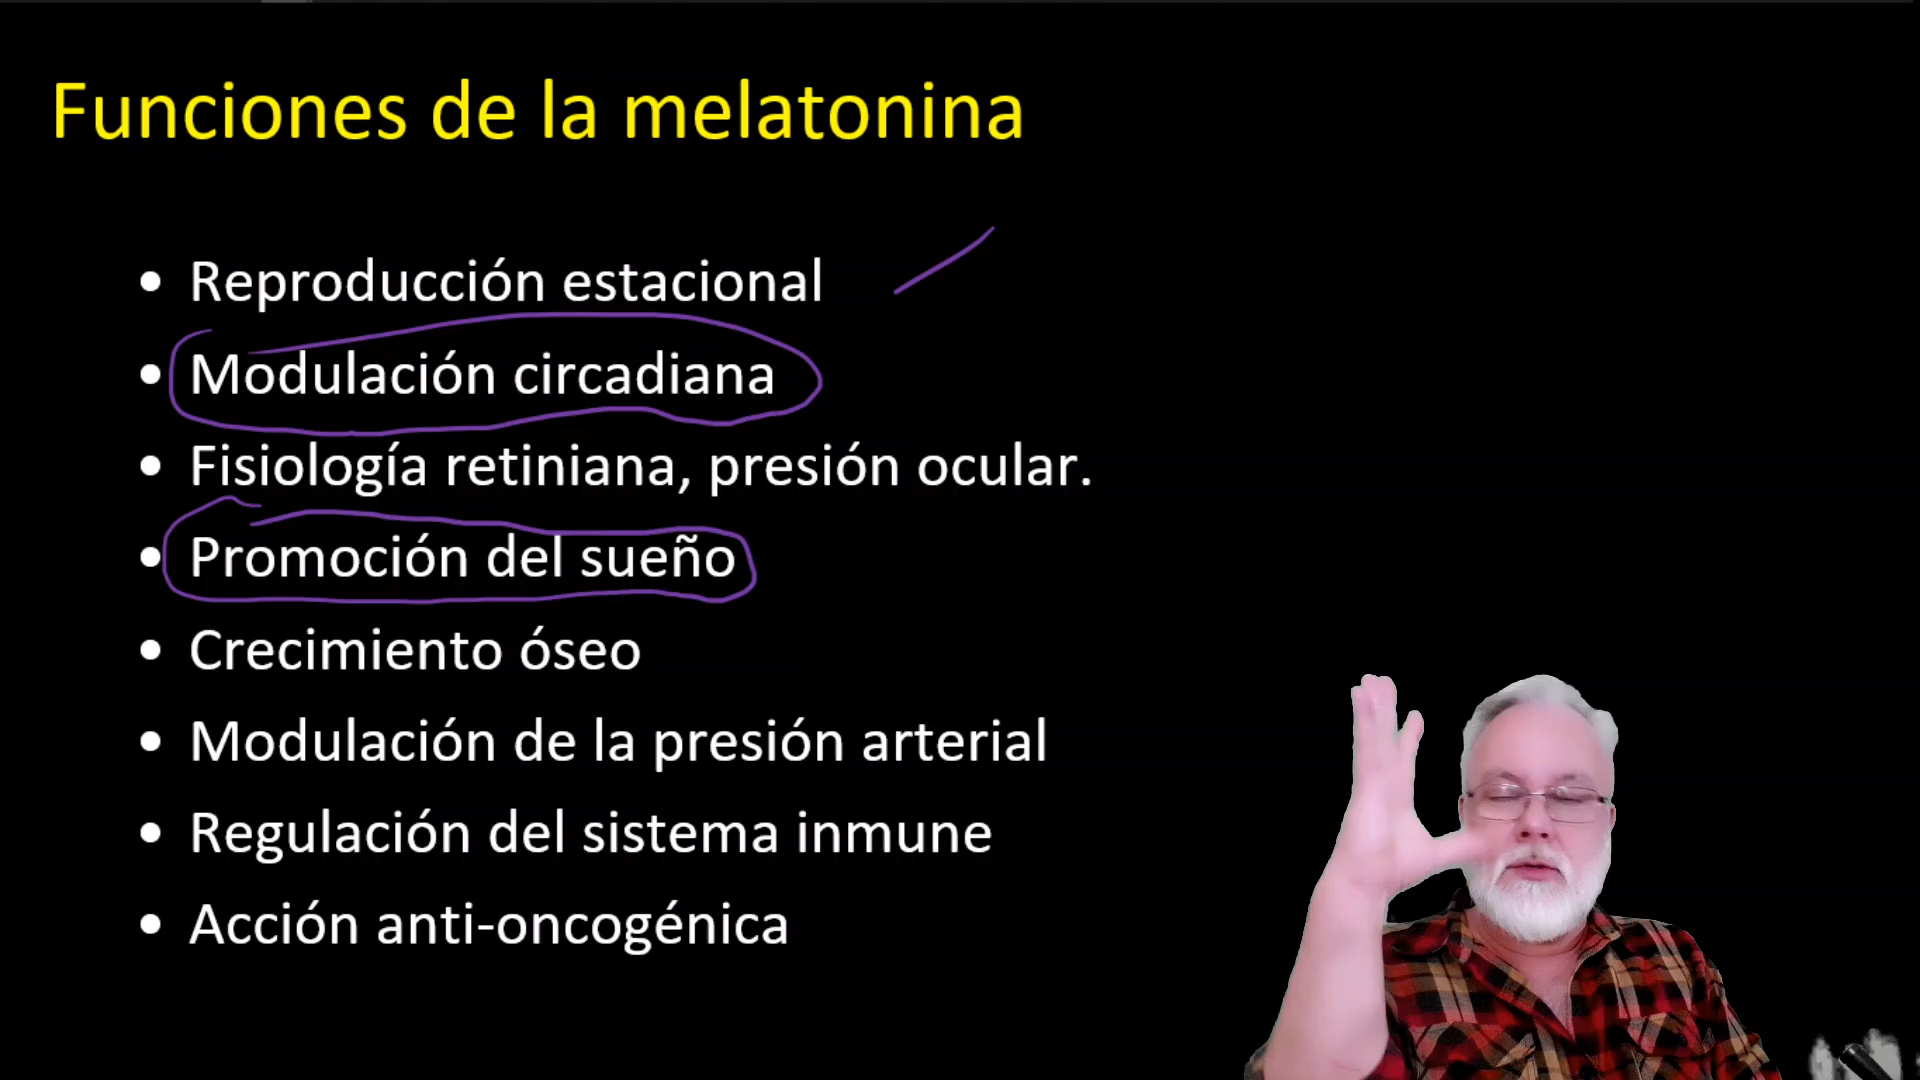 Funciones de la melatonina
• Reproducción estacional
• Modulación circadiana
• Fisiología retiniana, presión ocular.
• Promoción del sueño
• Crecimiento óseo
• Modulación de la presión arterial
• Regulación del sistema inmune
• Acción anti-oncogénica